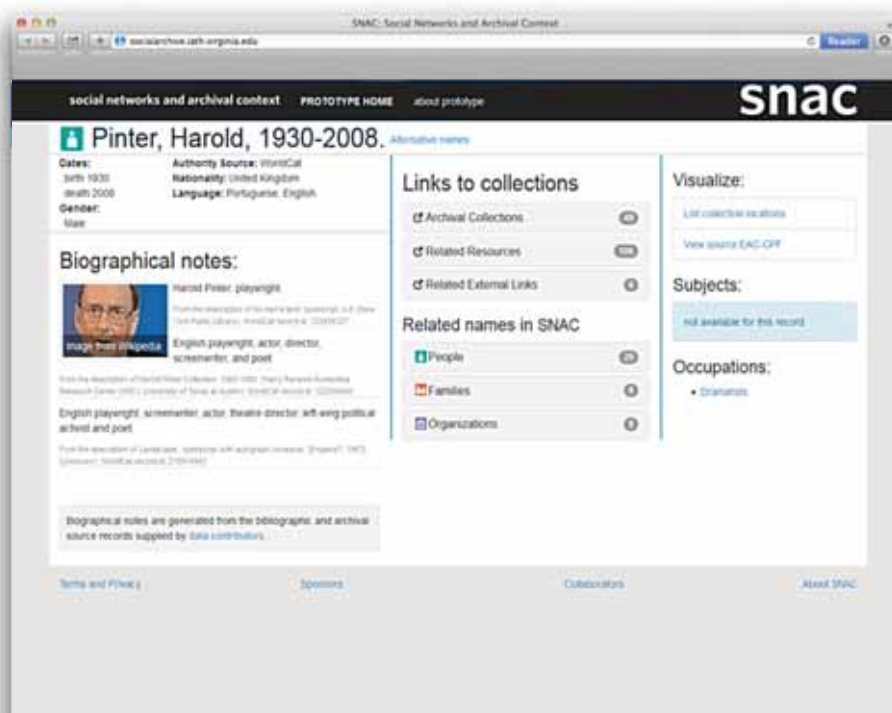 SNAC: Social Networks and Archival Context
socialarchive.iath.virginia.edu
Reader
social networks and archival context PROTOTYPE HOME about prototype
snac
Pinter, Harold, 1930-2008. Alternative names
Dates:
birth 1930
death 2008
Gender:
Male
Authority Source: WorldCat
Nationality: United Kingdom
Language: Portuguese, English
Biographical notes:
Image from Wikipedia
Harold Pinter, playwright
English playwright, actor, director,
screenwriter, and poet
English playwright, screenwriter, actor, theatre director, left-wing political
activist and poet
Biographical notes are generated from the bibliographic and archival
source records supplied by data contributors.
Links to collections
Archival Collections
Related Resources
Related External Links
Related names in SNAC
People
Families
Organizations
Visualize:
List collection locations
View source EAC-CPF
Subjects:
not available for this record
Occupations:
• Dramatists
Terms and Privacy
Sponsors
Collaborators
About SNAC